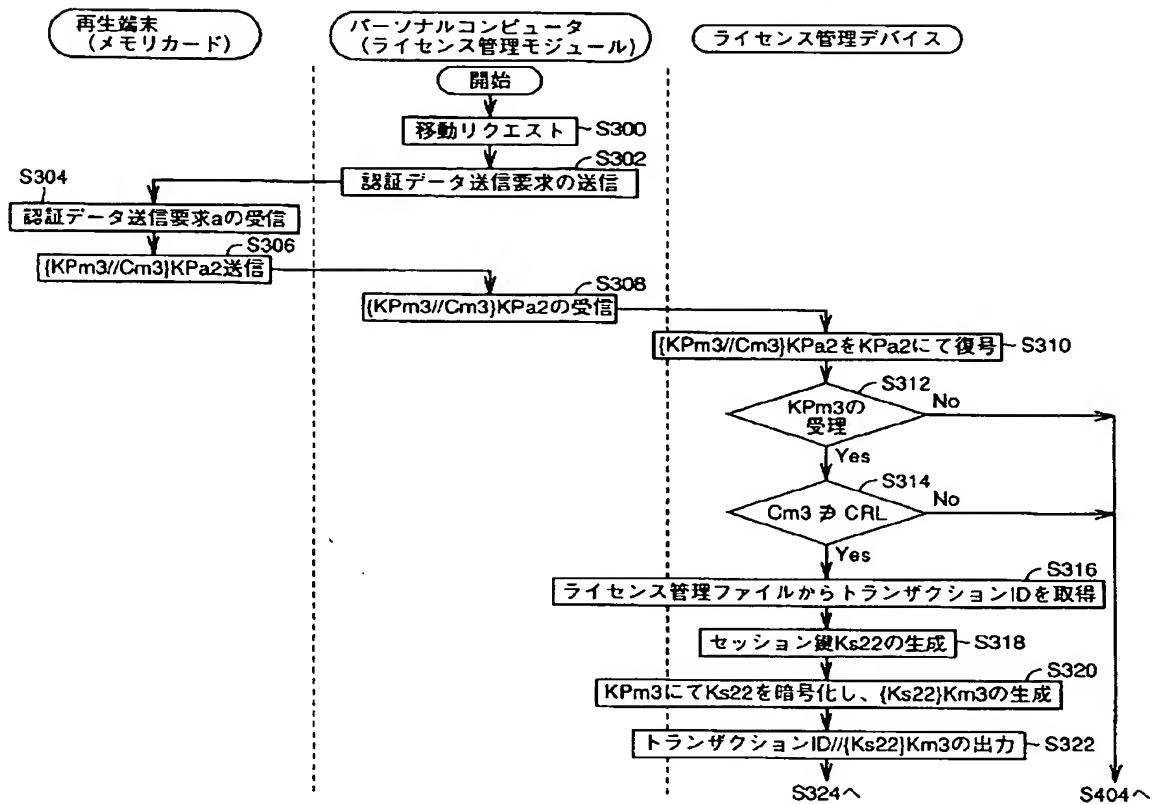 再生端末
(メモリカード)
パーソナルコンピュータ
(ライセンス管理モジュール)
ライセンス管理デバイス
開始
移動リクエスト
S300
S302
認証データ送信要求の送信
S304
認証データ送信要求aの受信
S306
{KPm3//Cm3}KPa2送信
S308
{KPm3//Cm3}KPa2の受信
{KPm3//Cm3}KPa2をKPa2にて復号
S310
S312
KPm3の
受理
No
Yes
S314
Cm3 ∌ CRL
No
Yes
S316
ライセンス管理ファイルからトランザクションIDを取得
セッション鍵Ks22の生成
S318
S320
KPm3にてKs22を暗号化し、{Ks22}Km3の生成
トランザクションID//{Ks22}Km3の出力
S322
S324へ
S404へ